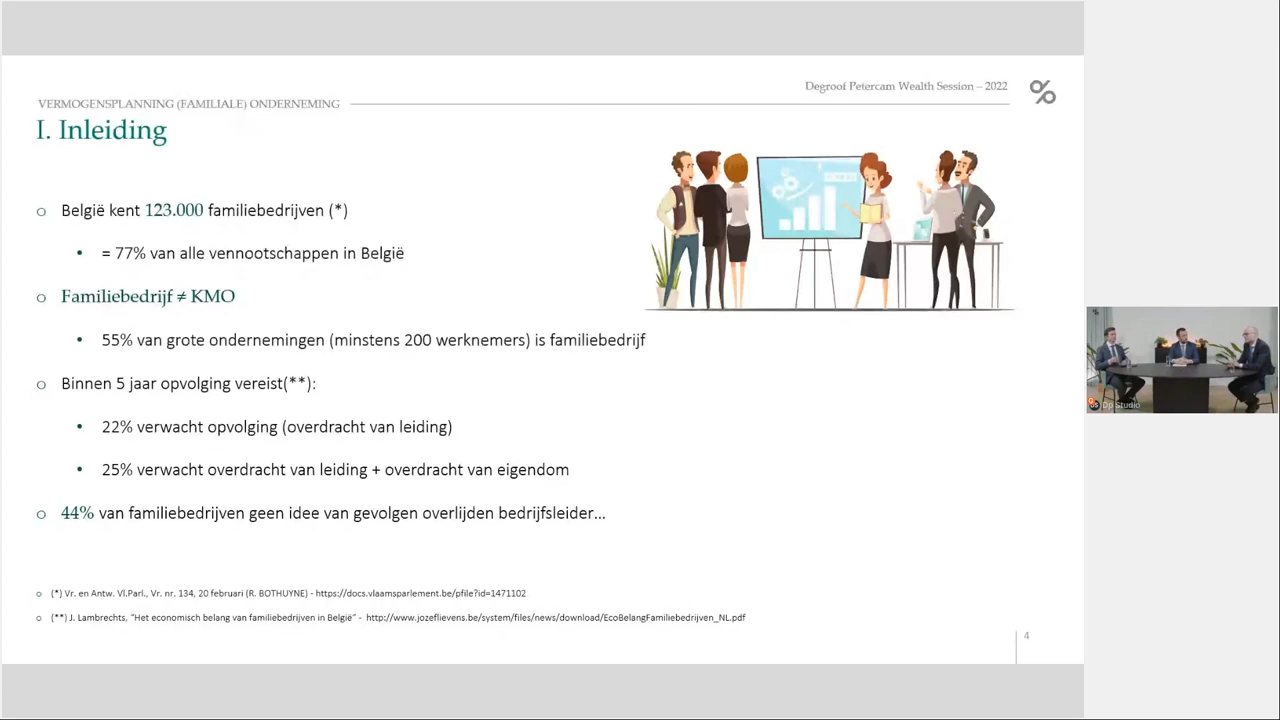 Degroof Petercam Wealth Session – 2022
VERMOGENSPLANNING (FAMILIALE) ONDERNEMING
I. Inleiding
o België kent 123.000 familiebedrijven (*)
• = 77% van alle vennootschappen in België
o Familiebedrijf ≠ KMO
• 55% van grote ondernemingen (minstens 200 werknemers) is familiebedrijf
o Binnen 5 jaar opvolging vereist(**):
• 22% verwacht opvolging (overdracht van leiding)
• 25% verwacht overdracht van leiding + overdracht van eigendom
o 44% van familiebedrijven geen idee van gevolgen overlijden bedrijfsleider...
o (*) Vr. en Antw. Vl.Parl., Vr. nr. 134, 20 februari (R. BOTHUYNE) - https://docs.vlaamsparlement.be/pfile?id=1471102
o (**) J. Lambrechts, "Het economisch belang van familiebedrijven in België" - http://www.jozeflievens.be/system/files/news/download/EcoBelangFamiliebedrijven_NL.pdf
4
Dp Studio